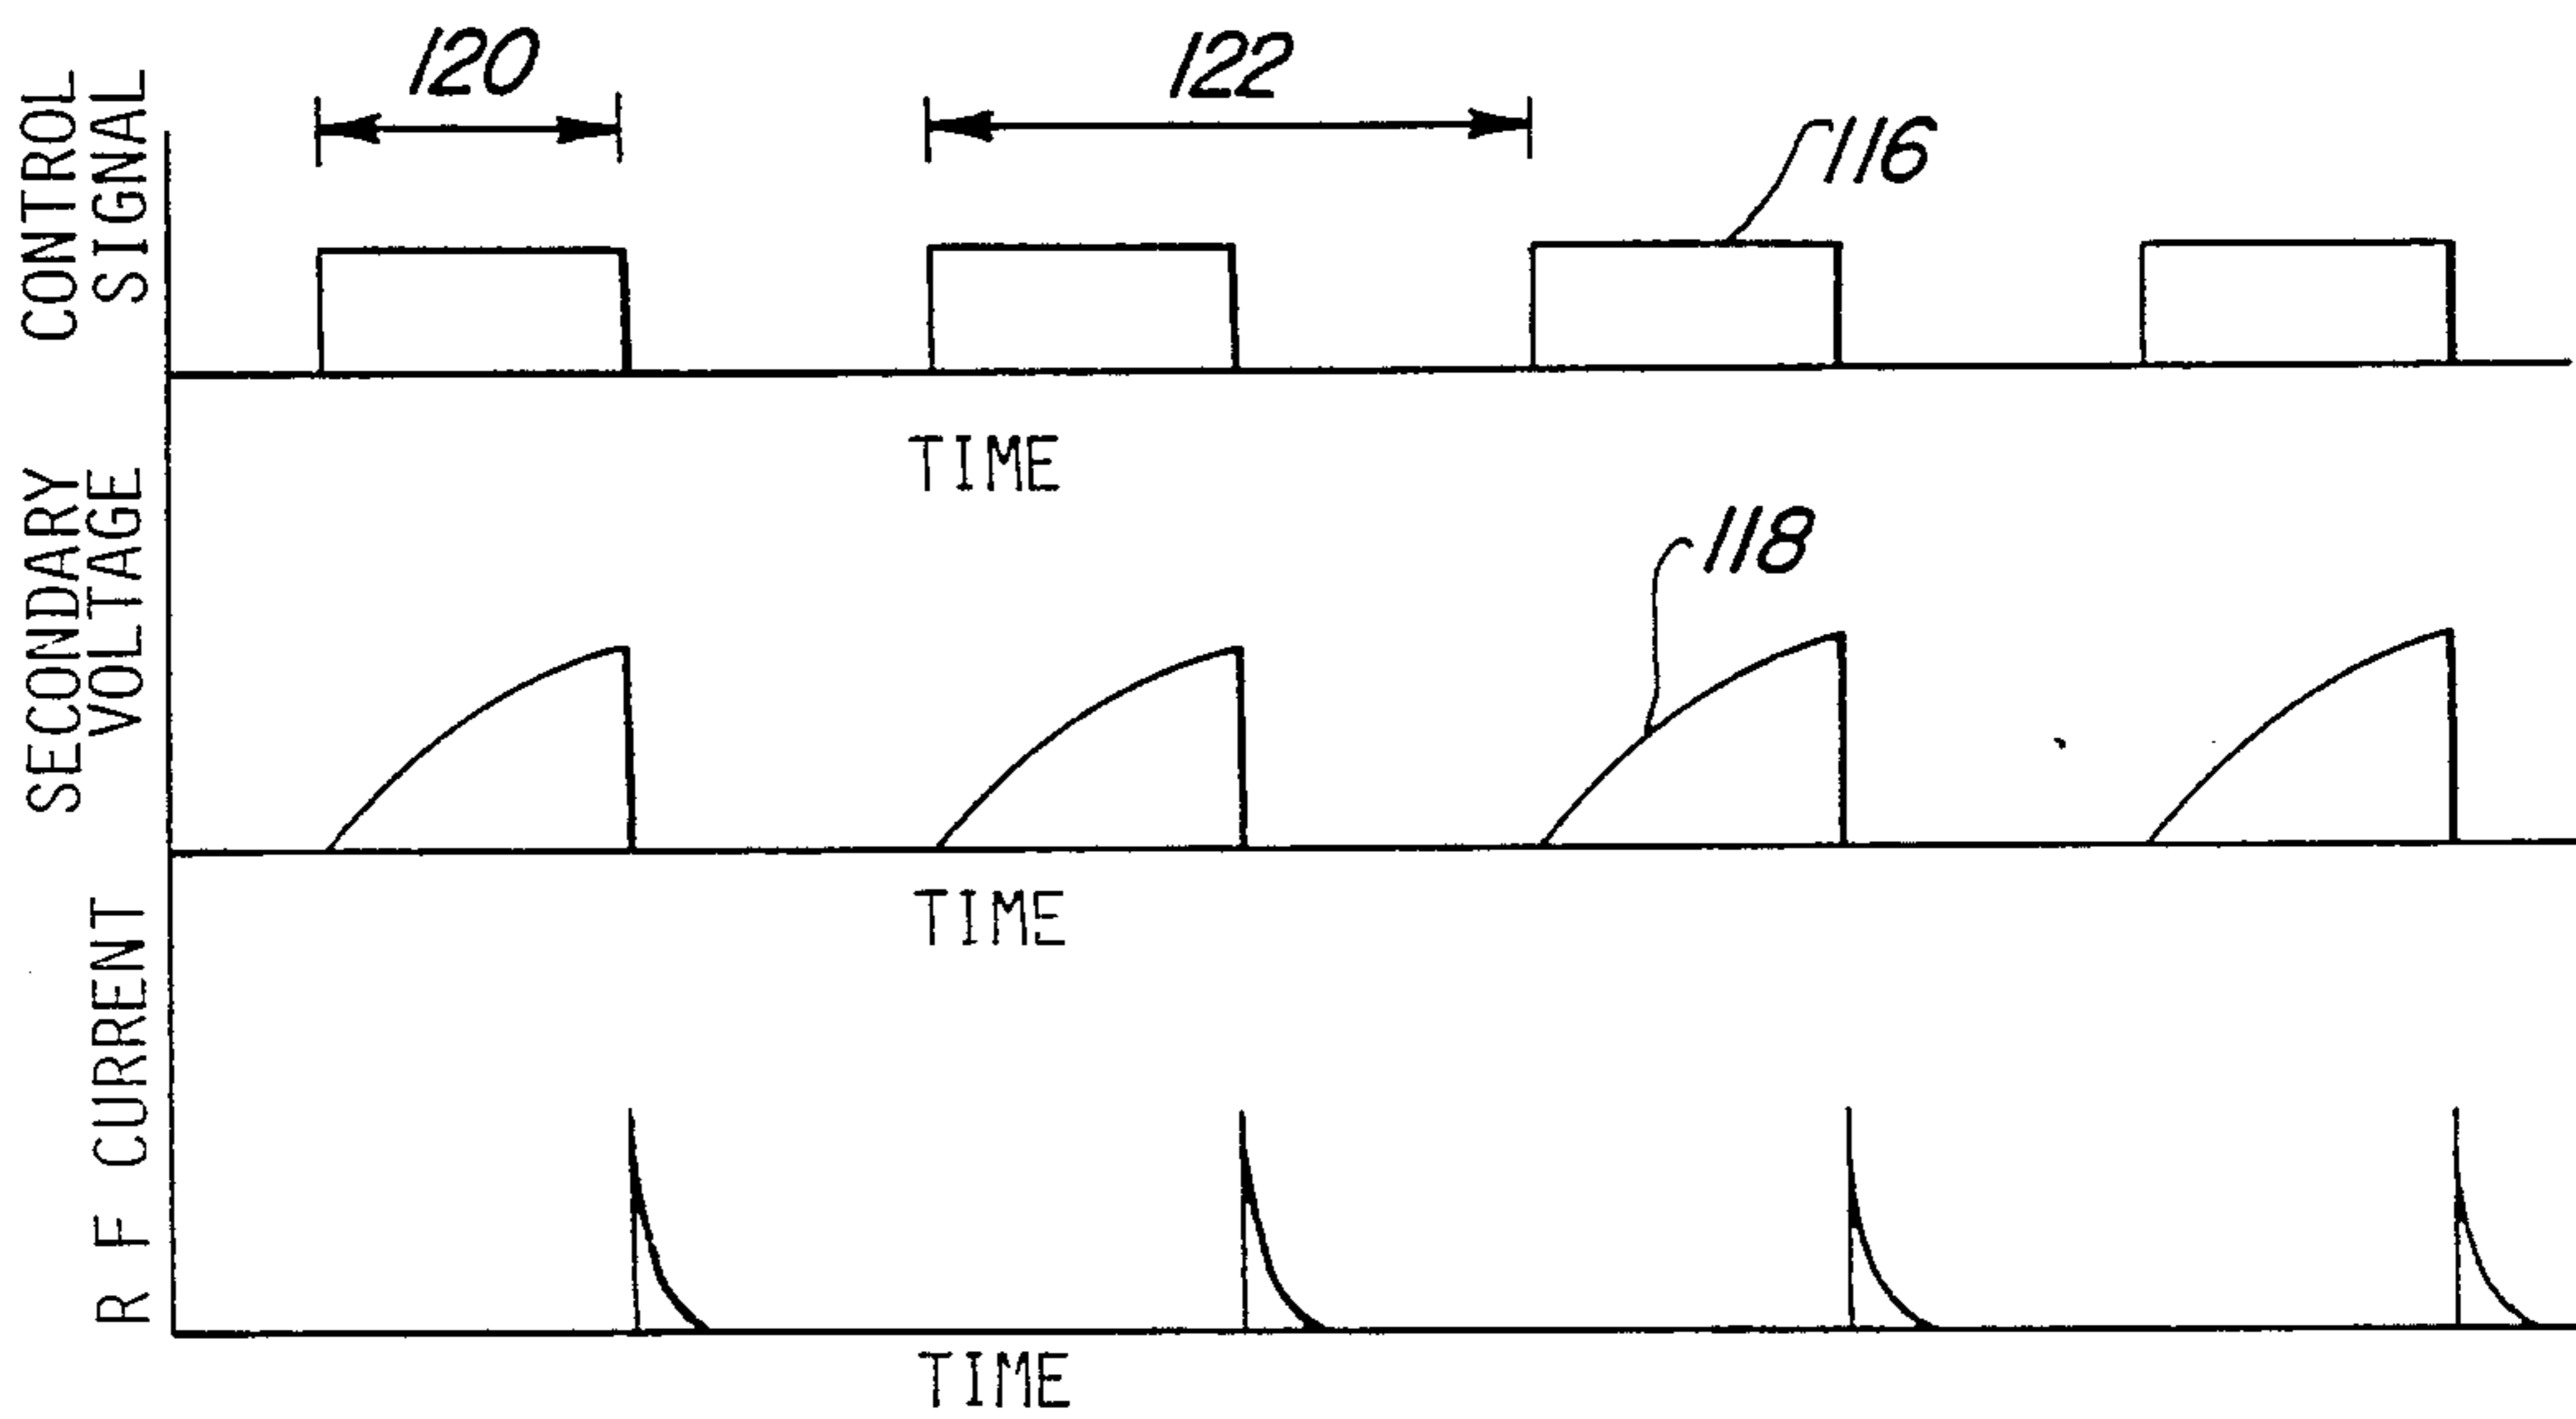 120
122
116
CONTROL
SIGNAL
TIME
118
SECONDARY
VOLTAGE
TIME
R F CURRENT
TIME